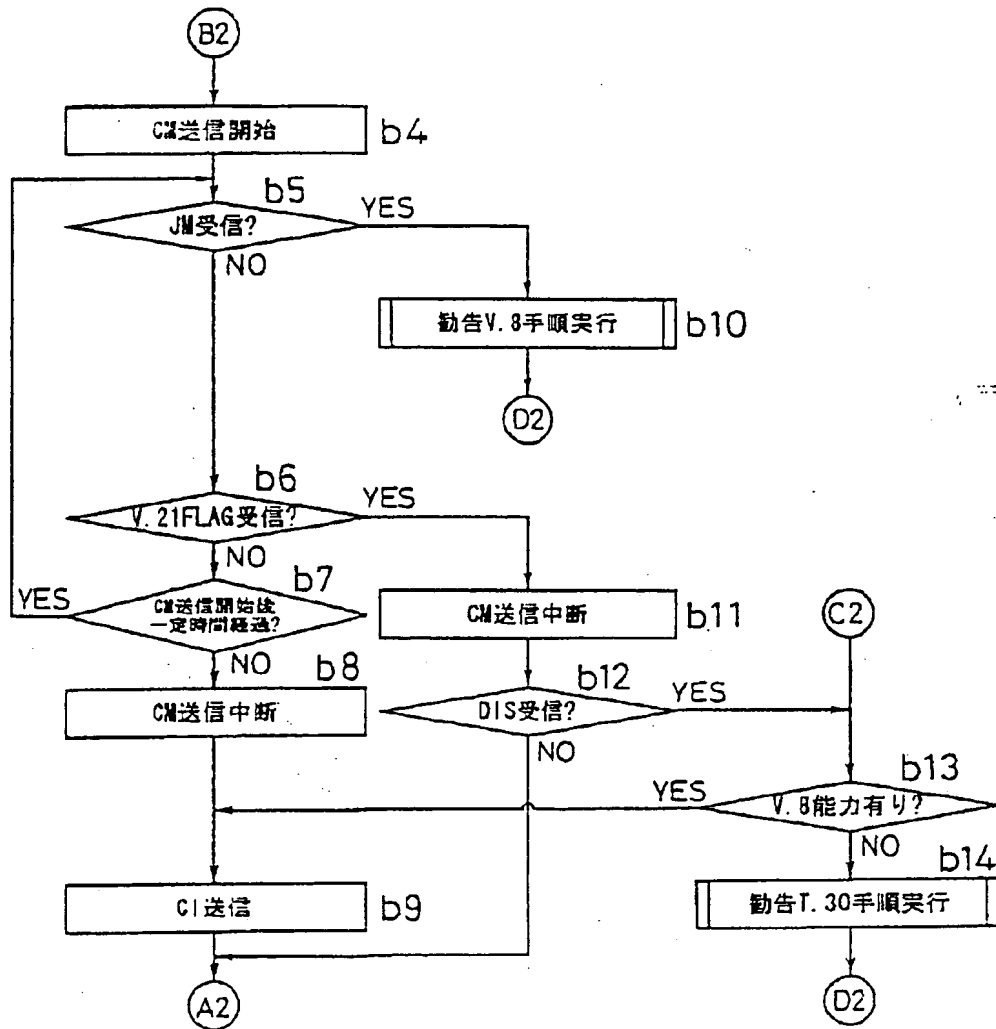 B2
CM送信開始 b4
b5
JM受信? YES
NO
勧告V.8手順実行 b10
D2
b6
V.21FLAG受信? YES
NO
b7
YES
CM送信開始後
一定時間経過?
NO
CM送信中断 b11
C2
b8
CM送信中断
b12
DIS受信? YES
NO
b13
YES
V.8能力有り?
NO
b14
CI送信 b9
勧告T.30手順実行
A2
D2